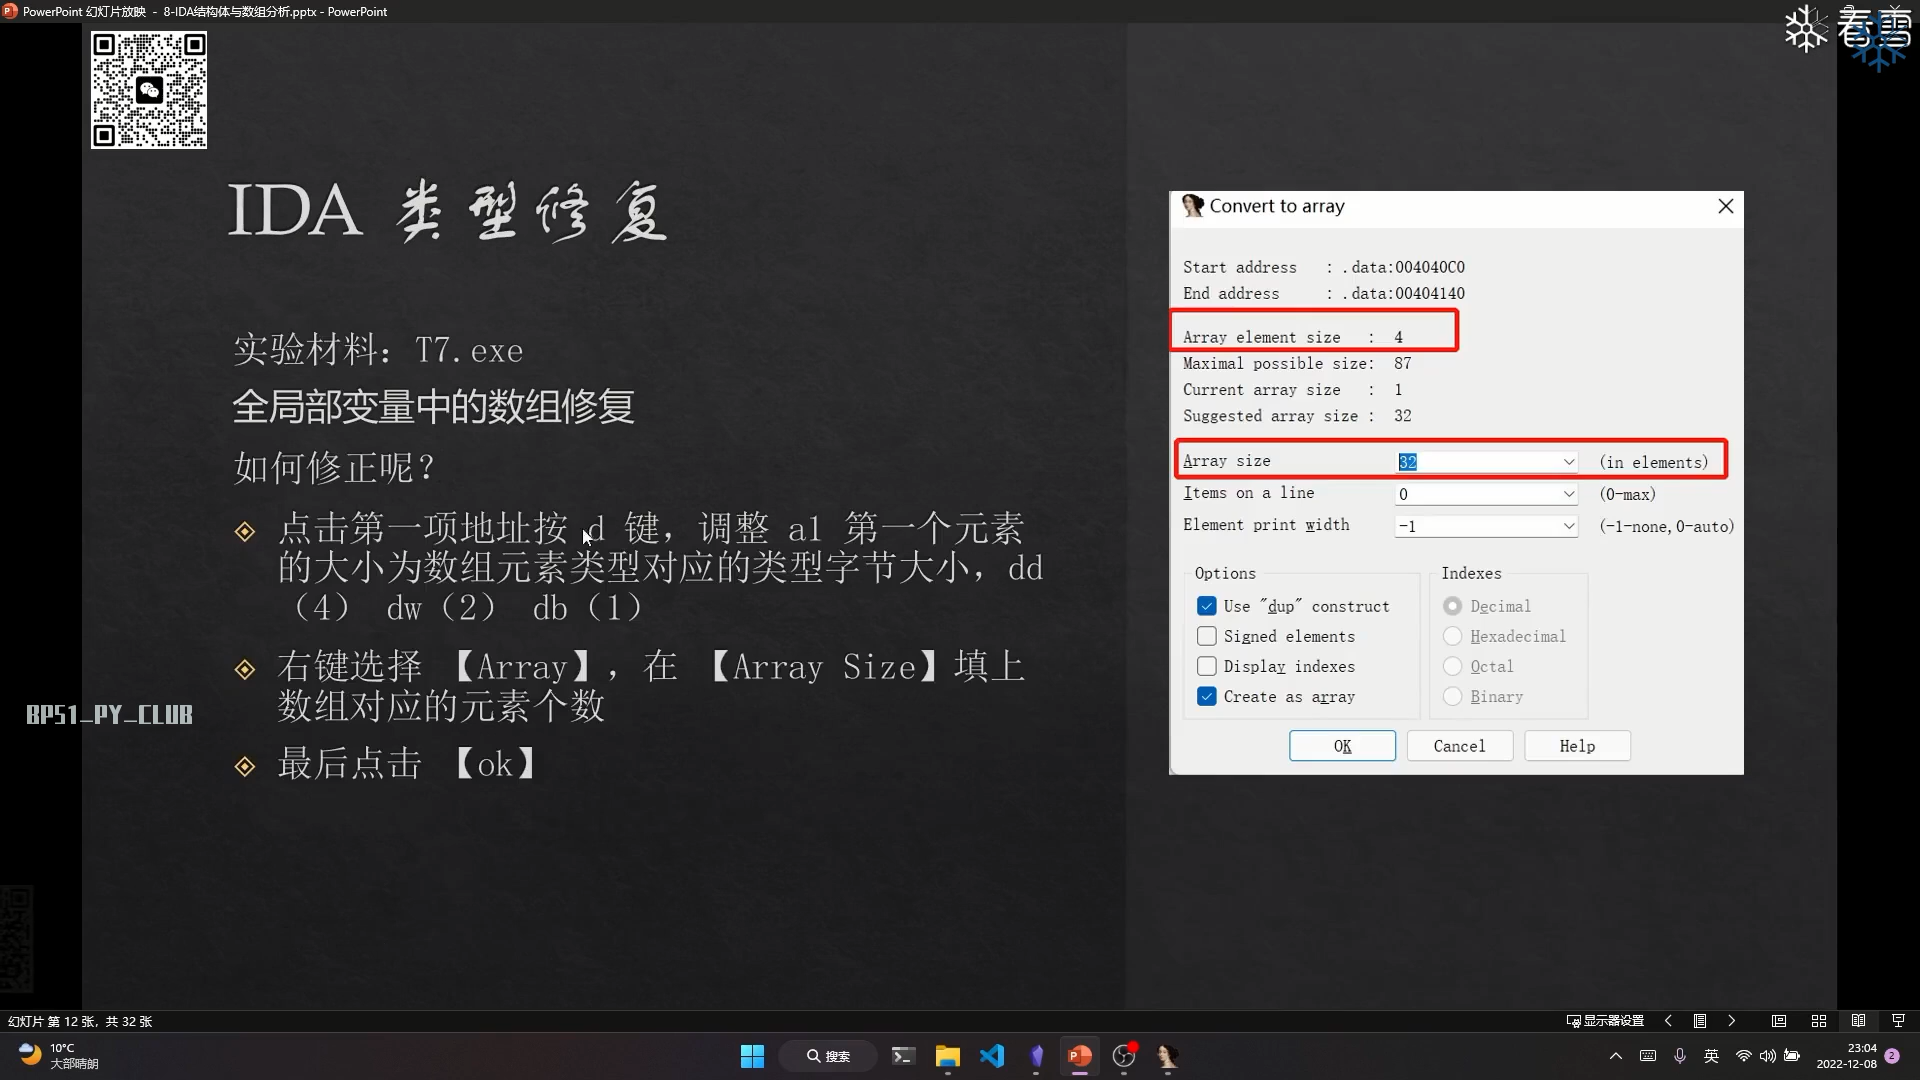 PowerPoint 幻灯片放映 - 8-IDA结构体与数组分析.pptx - PowerPoint
看雪
IDA 类型修复
实验材料：T7.exe
全局部变量中的数组修复
如何修正呢？
点击第一项地址按 d 键，调整 a1 第一个元素
的大小为数组元素类型对应的类型字节大小，dd
（4） dw（2） db（1）
右键选择 【Array】，在 【Array Size】填上
数组对应的元素个数
最后点击 【ok】
BP51_PY_CLUB
Convert to array
Start address : .data:004040C0
End address : .data:00404140
Array element size : 4
Maximal possible size: 87
Current array size : 1
Suggested array size : 32
Array size 32 (in elements)
Items on a line 0 (0-max)
Element print width -1 (-1-none,0-auto)
Options
Use "dup" construct
Signed elements
Display indexes
Create as array
Indexes
Decimal
Hexadecimal
Octal
Binary
OK Cancel Help
幻灯片 第 12 张，共 32 张
显示器设置
10°C
大部晴朗
搜索
英
23:04
2022-12-08
2